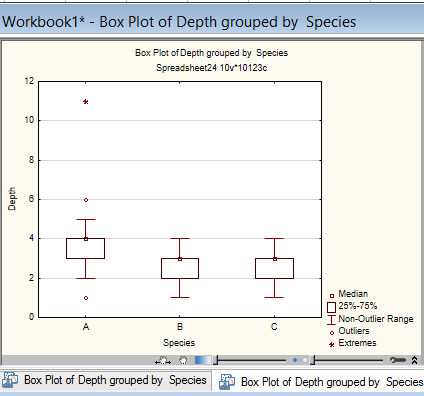 Workbook1* - Box Plot of Depth grouped by  Species
Box Plot of Depth grouped by  Species
Spreadsheet24 10v*10123c
12
10
8
6
4
2
0
Depth
A B C
Species
Median
25%-75%
Non-Outlier Range
Outliers
Extremes
Box Plot of Depth grouped by  Species
Box Plot of Depth grouped by  Species